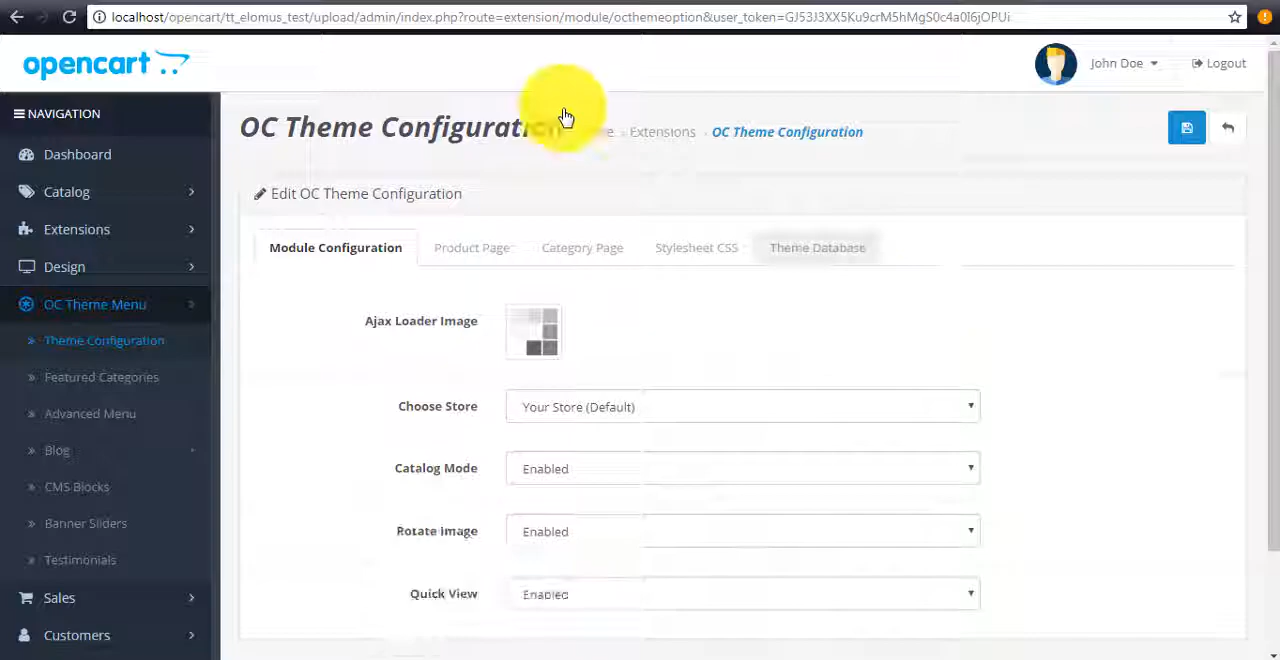 localhost/opencart/tt_elomus_test/upload/admin/index.php?route=extension/module/octhemeoption&user_token=GJ53J3XX5Ku9crM5hMgS0c4a0I6jOPUi
opencart
John Doe
Logout
NAVIGATION
Dashboard
Catalog
Extensions
Design
OC Theme Menu
Theme Configuration
Featured Categories
Advanced Menu
Blog
CMS Blocks
Banner Sliders
Testimonials
Sales
Customers
OC Theme Configuration
Extensions
OC Theme Configuration
Edit OC Theme Configuration
Module Configuration
Product Page
Category Page
Stylesheet CSS
Theme Database
Ajax Loader Image
Choose Store
Your Store (Default)
Catalog Mode
Enabled
Rotate Image
Enabled
Quick View
Enabled